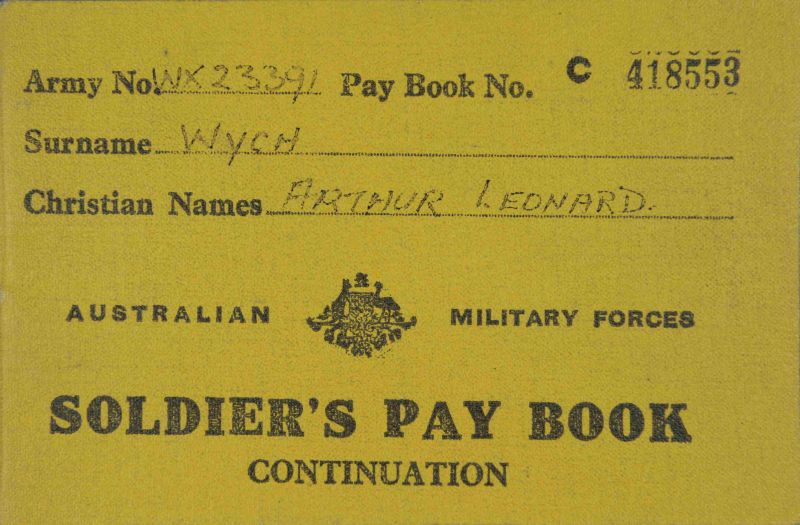 Army No. WX23391 Pay Book No. C 418553
Surname WYCH
Christian Names ARTHUR LEONARD.
AUSTRALIAN MILITARY FORCES
SOLDIER'S PAY BOOK
CONTINUATION